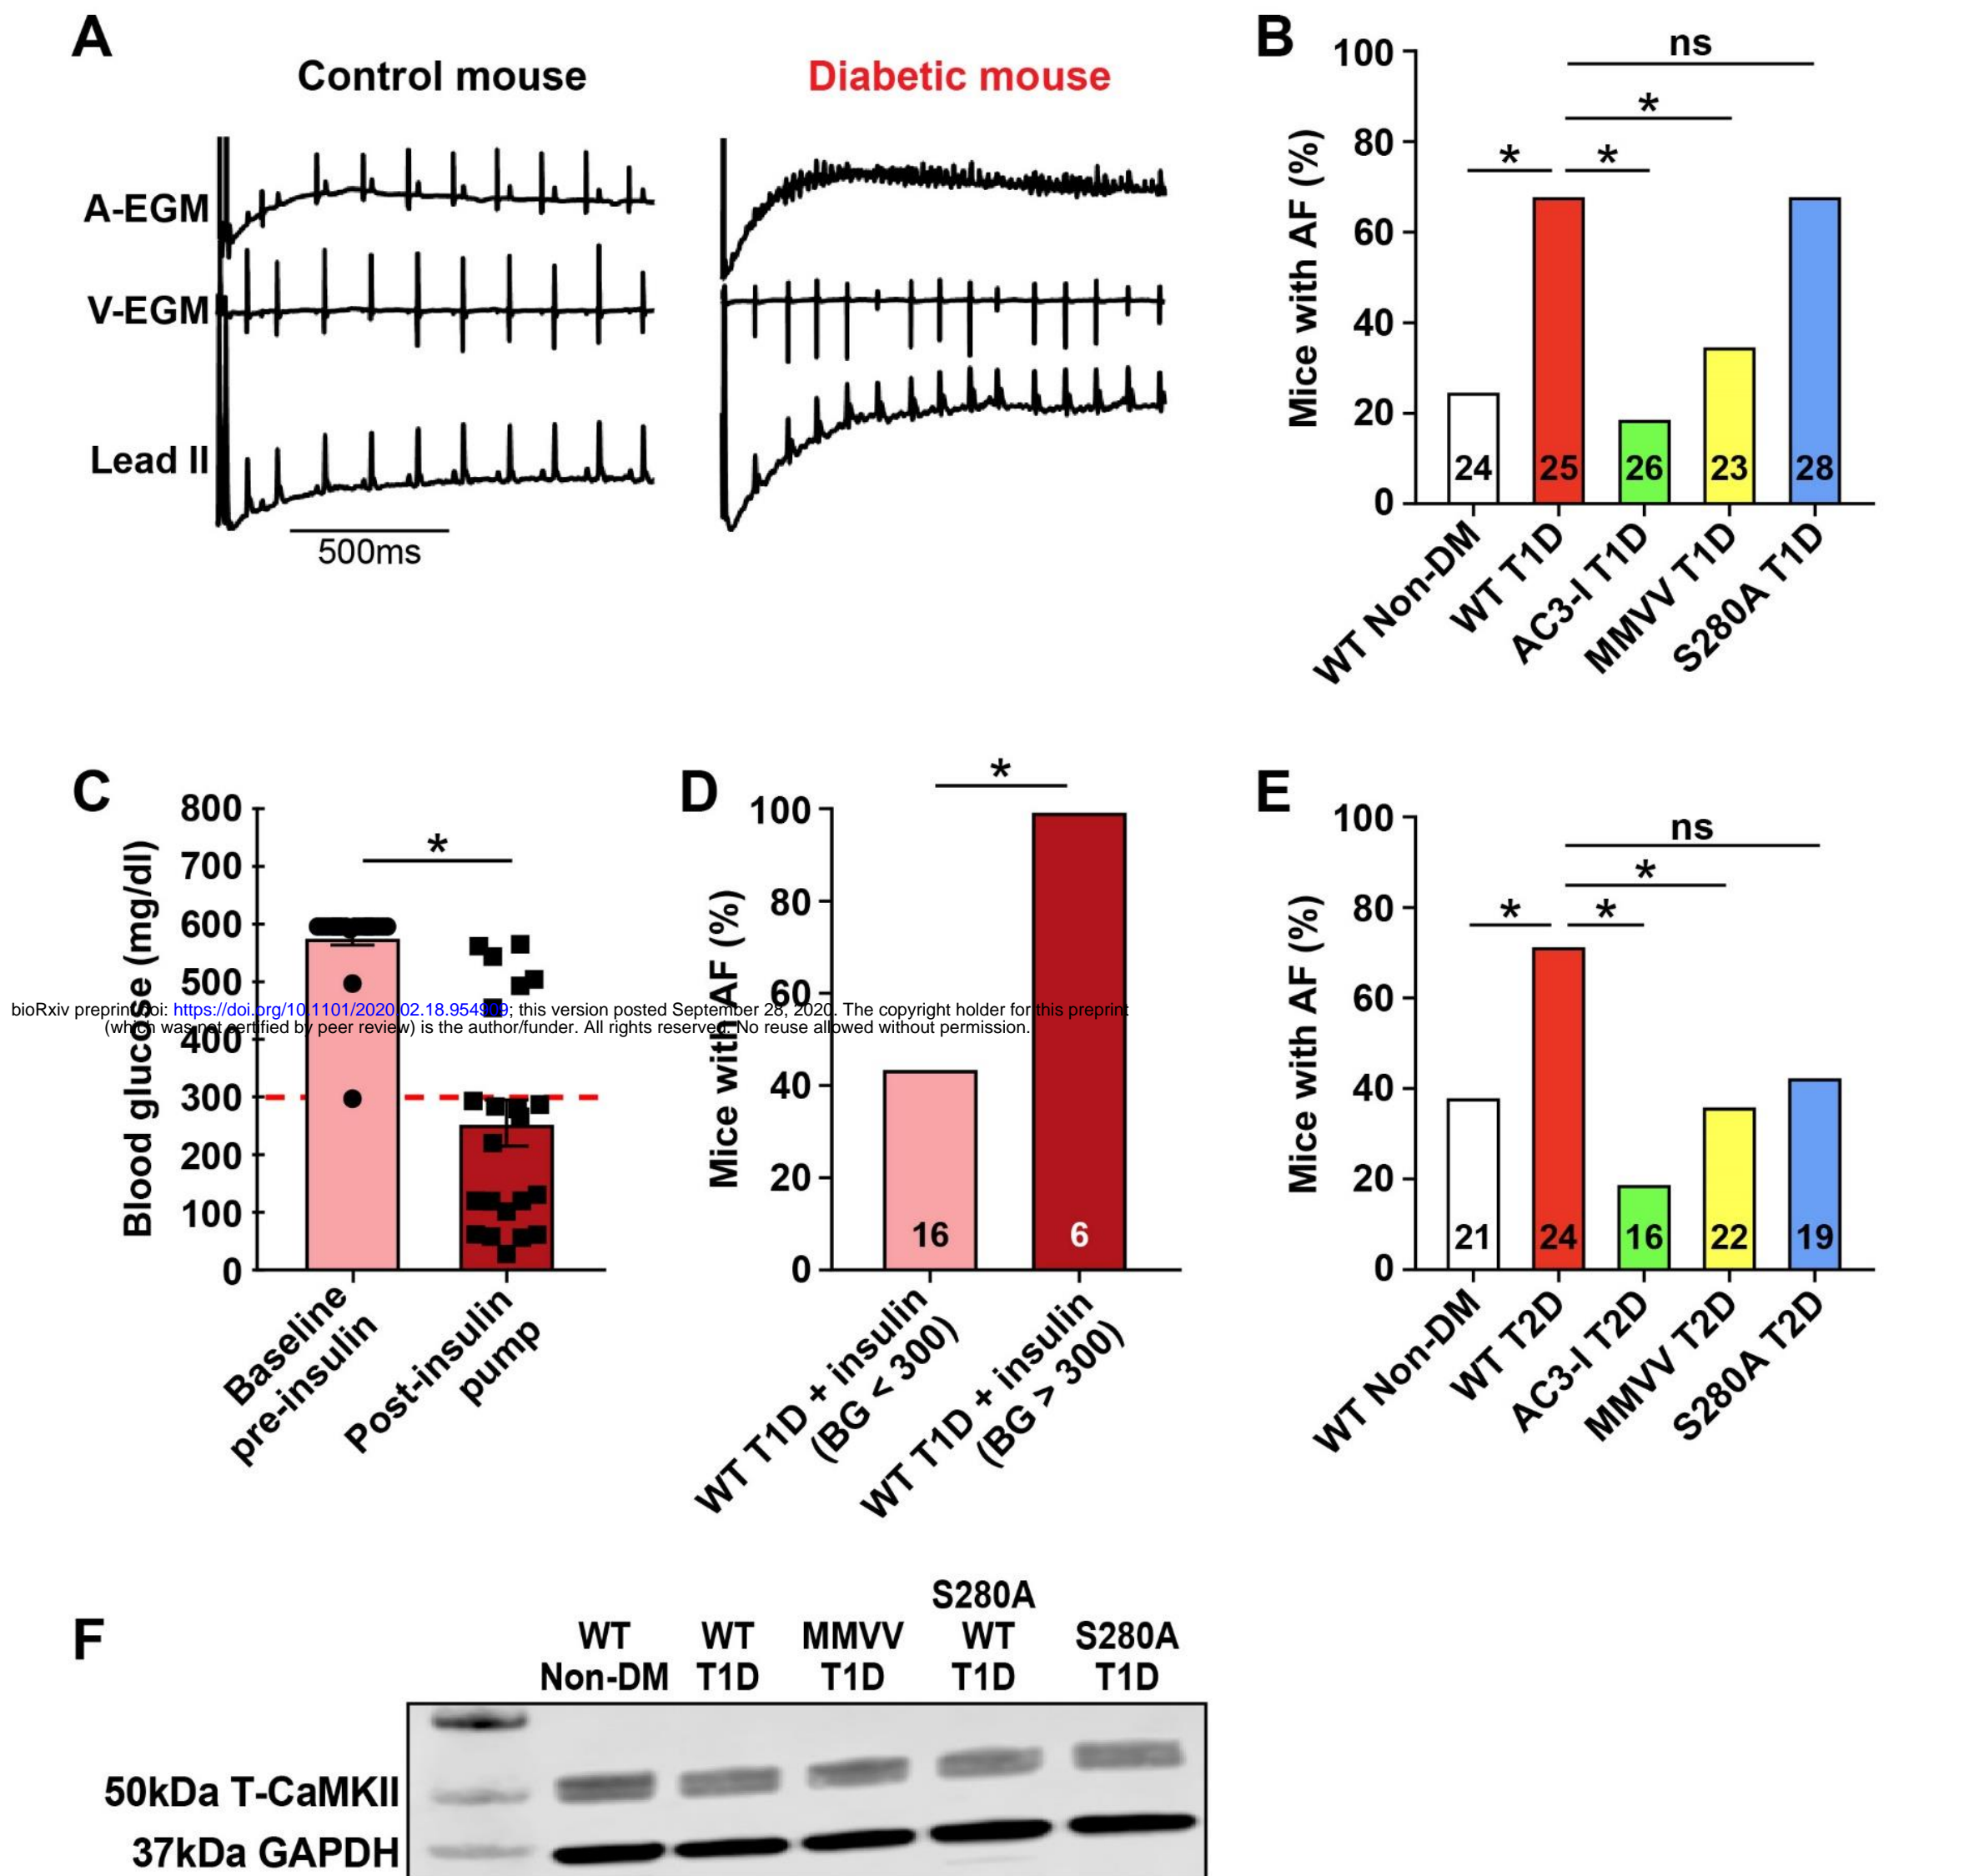 A
Control mouse
Diabetic mouse
A-EGM
V-EGM
Lead II
500ms
B
Mice with AF (%)
100
80
60
40
20
0
ns
*
* *
24 25 26 23 28
WT Non-DM
WT T1D
AC3-I T1D
MMVV T1D
S280A T1D
C
Blood glucose (mg/dl)
800
700
600
500
400
300
200
100
0
*
Baseline
pre-insulin
Post-insulin
pump
bioRxiv preprint doi: https://doi.org/10.1101/2020.02.18.954909; this version posted September 28, 2020. The copyright holder for this preprint
(which was not certified by peer review) is the author/funder. All rights reserved. No reuse allowed without permission.
D
Mice with AF (%)
100
80
60
40
20
0
*
16 6
WT T1D + insulin
(BG < 300)
WT T1D + insulin
(BG > 300)
E
Mice with AF (%)
100
80
60
40
20
0
ns
*
* *
21 24 16 22 19
WT Non-DM
WT T2D
AC3-I T2D
MMVV T2D
S280A T2D
F
WT
Non-DM
WT
T1D
MMVV
T1D
S280A
WT
T1D
S280A
T1D
50kDa T-CaMKII
37kDa GAPDH